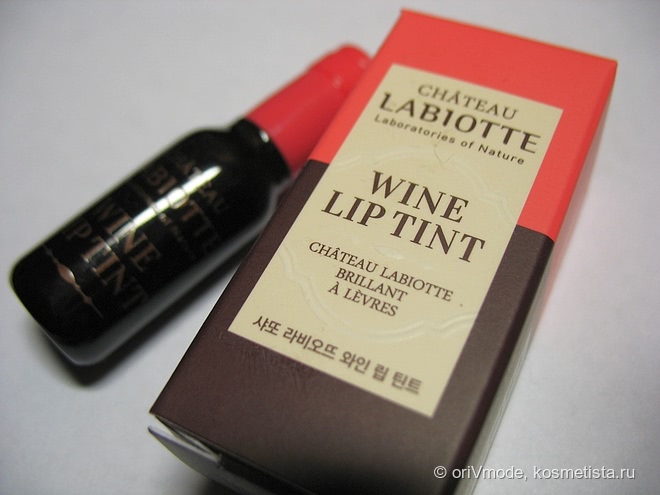 CHÂTEAU
LABIOTTE
Laboratories of Nature
WINE
LIP TINT
CHÂTEAU LABIOTTE
BRILLANT
À LÈVRES
샤또 라비오뜨 와인 립 틴트
WINE
© oriVmode, kosmetista.ru